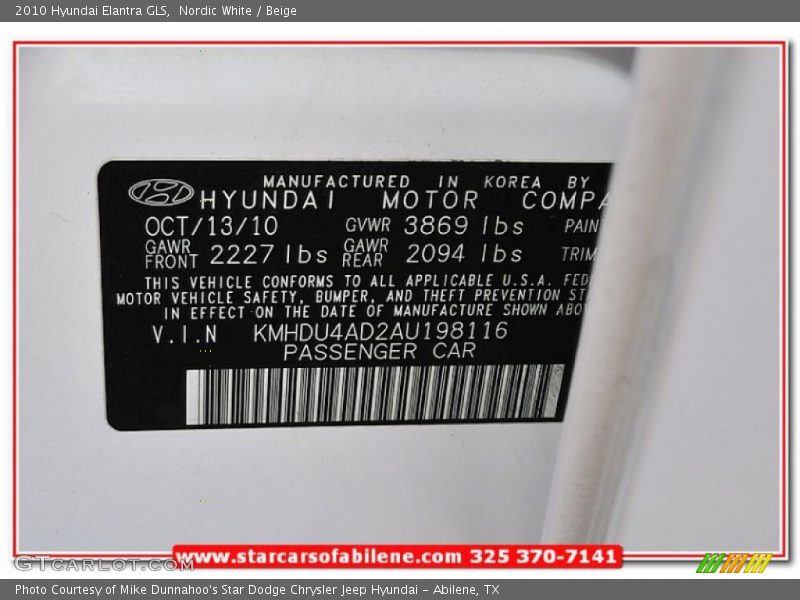 2010 Hyundai Elantra GLS,  Nordic White / Beige
MANUFACTURED IN KOREA BY
HYUNDAI MOTOR COMPA
OCT/13/10 GVWR 3869 lbs PAIN
GAWR FRONT 2227 lbs GAWR REAR 2094 lbs TRIM
THIS VEHICLE CONFORMS TO ALL APPLICABLE U.S.A. FED
MOTOR VEHICLE SAFETY, BUMPER, AND THEFT PREVENTION ST
IN EFFECT ON THE DATE OF MANUFACTURE SHOWN ABO
V.I.N KMHDU4AD2AU198116
PASSENGER CAR
www.starcarsofabilene.com 325 370-7141
GTcarlot.com
Photo Courtesy of Mike Dunnahoo's Star Dodge Chrysler Jeep Hyundai – Abilene, TX